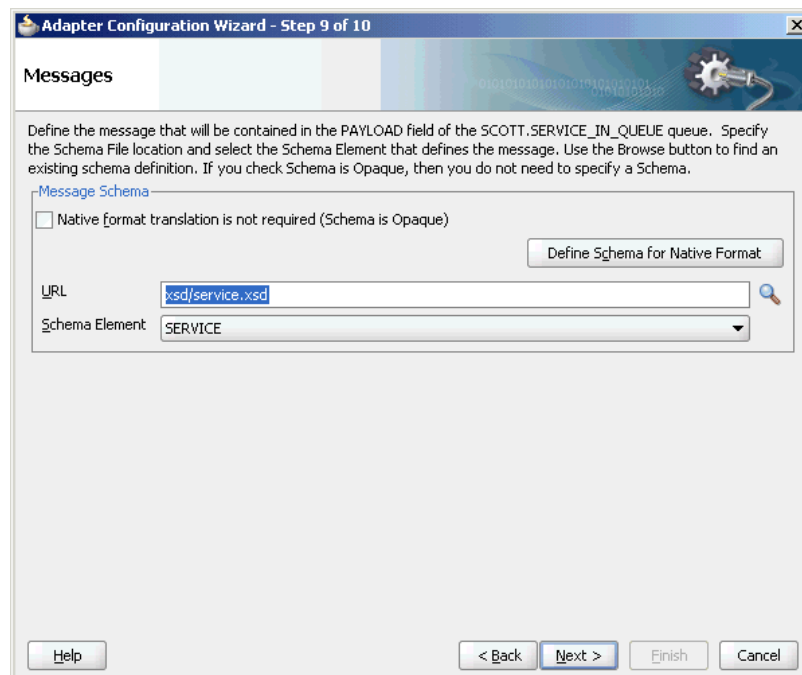 Adapter Configuration Wizard - Step 9 of 10
Messages
Define the message that will be contained in the PAYLOAD field of the SCOTT.SERVICE_IN_QUEUE queue. Specify
the Schema File location and select the Schema Element that defines the message. Use the Browse button to find an
existing schema definition. If you check Schema is Opaque, then you do not need to specify a Schema.
Message Schema
Native format translation is not required (Schema is Opaque)
Define Schema for Native Format
URL
xsd/service.xsd
Schema Element
SERVICE
Help
< Back
Next >
Finish
Cancel